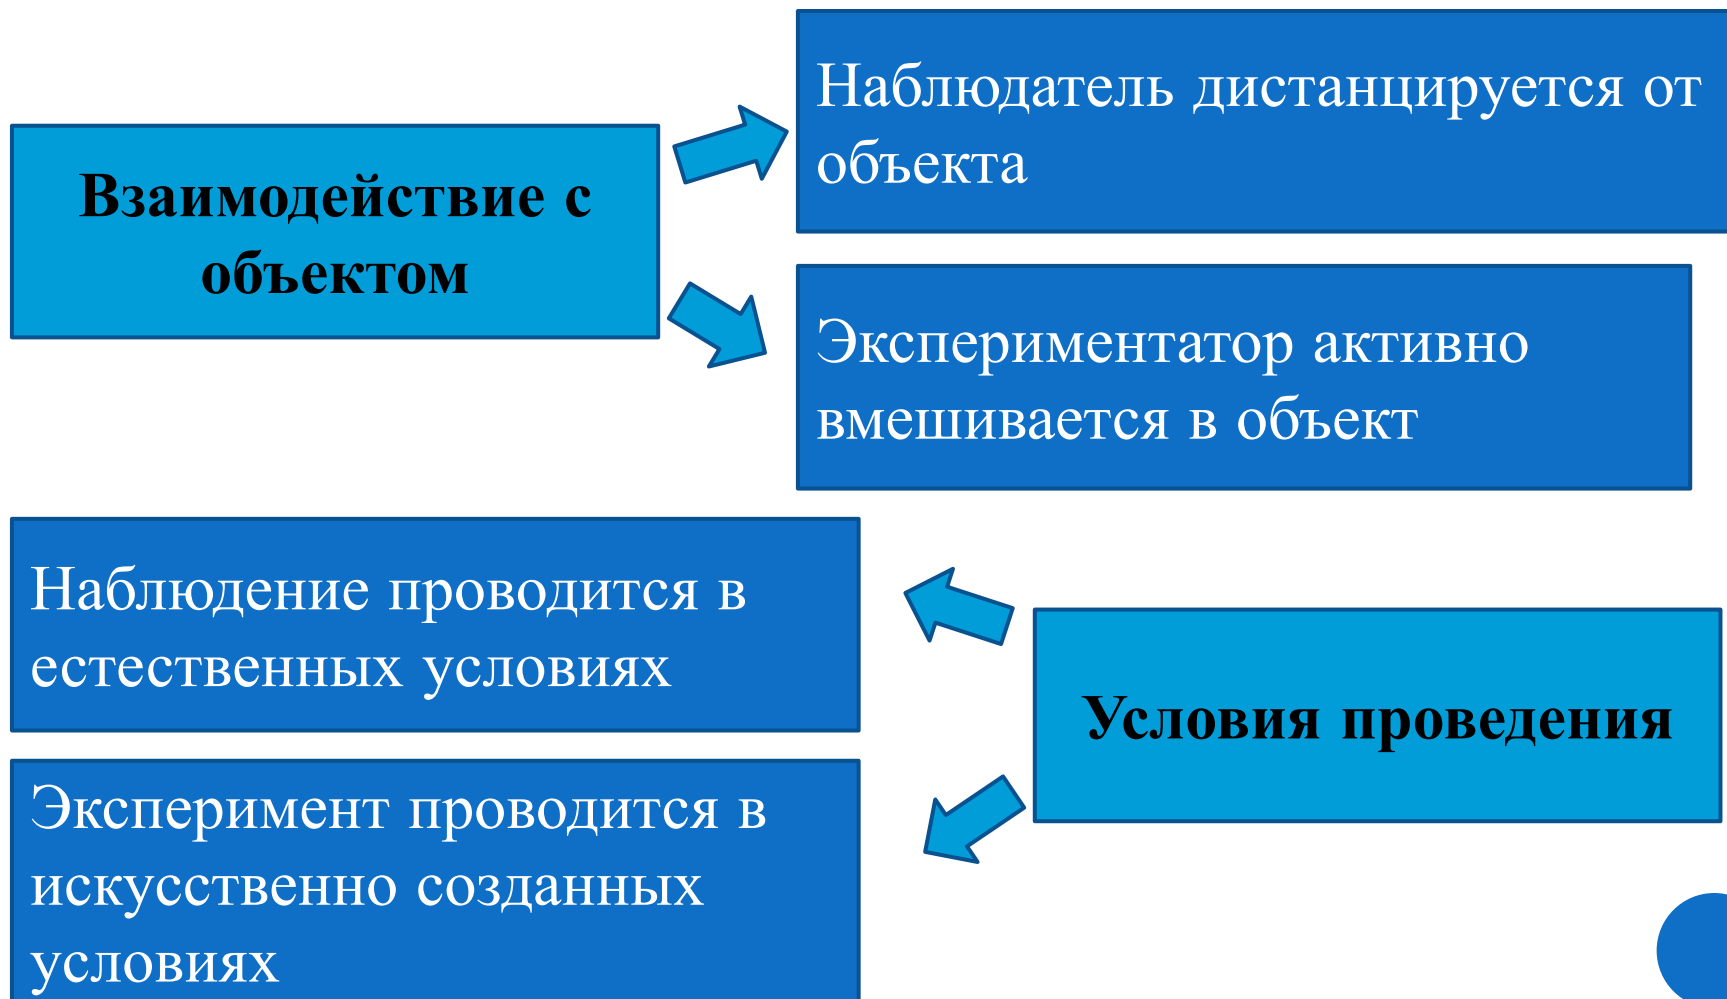 Взаимодействие с
объектом
Наблюдатель дистанцируется от
объекта
Экспериментатор активно
вмешивается в объект
Наблюдение проводится в
естественных условиях
Условия проведения
Эксперимент проводится в
искусственно созданных
условиях